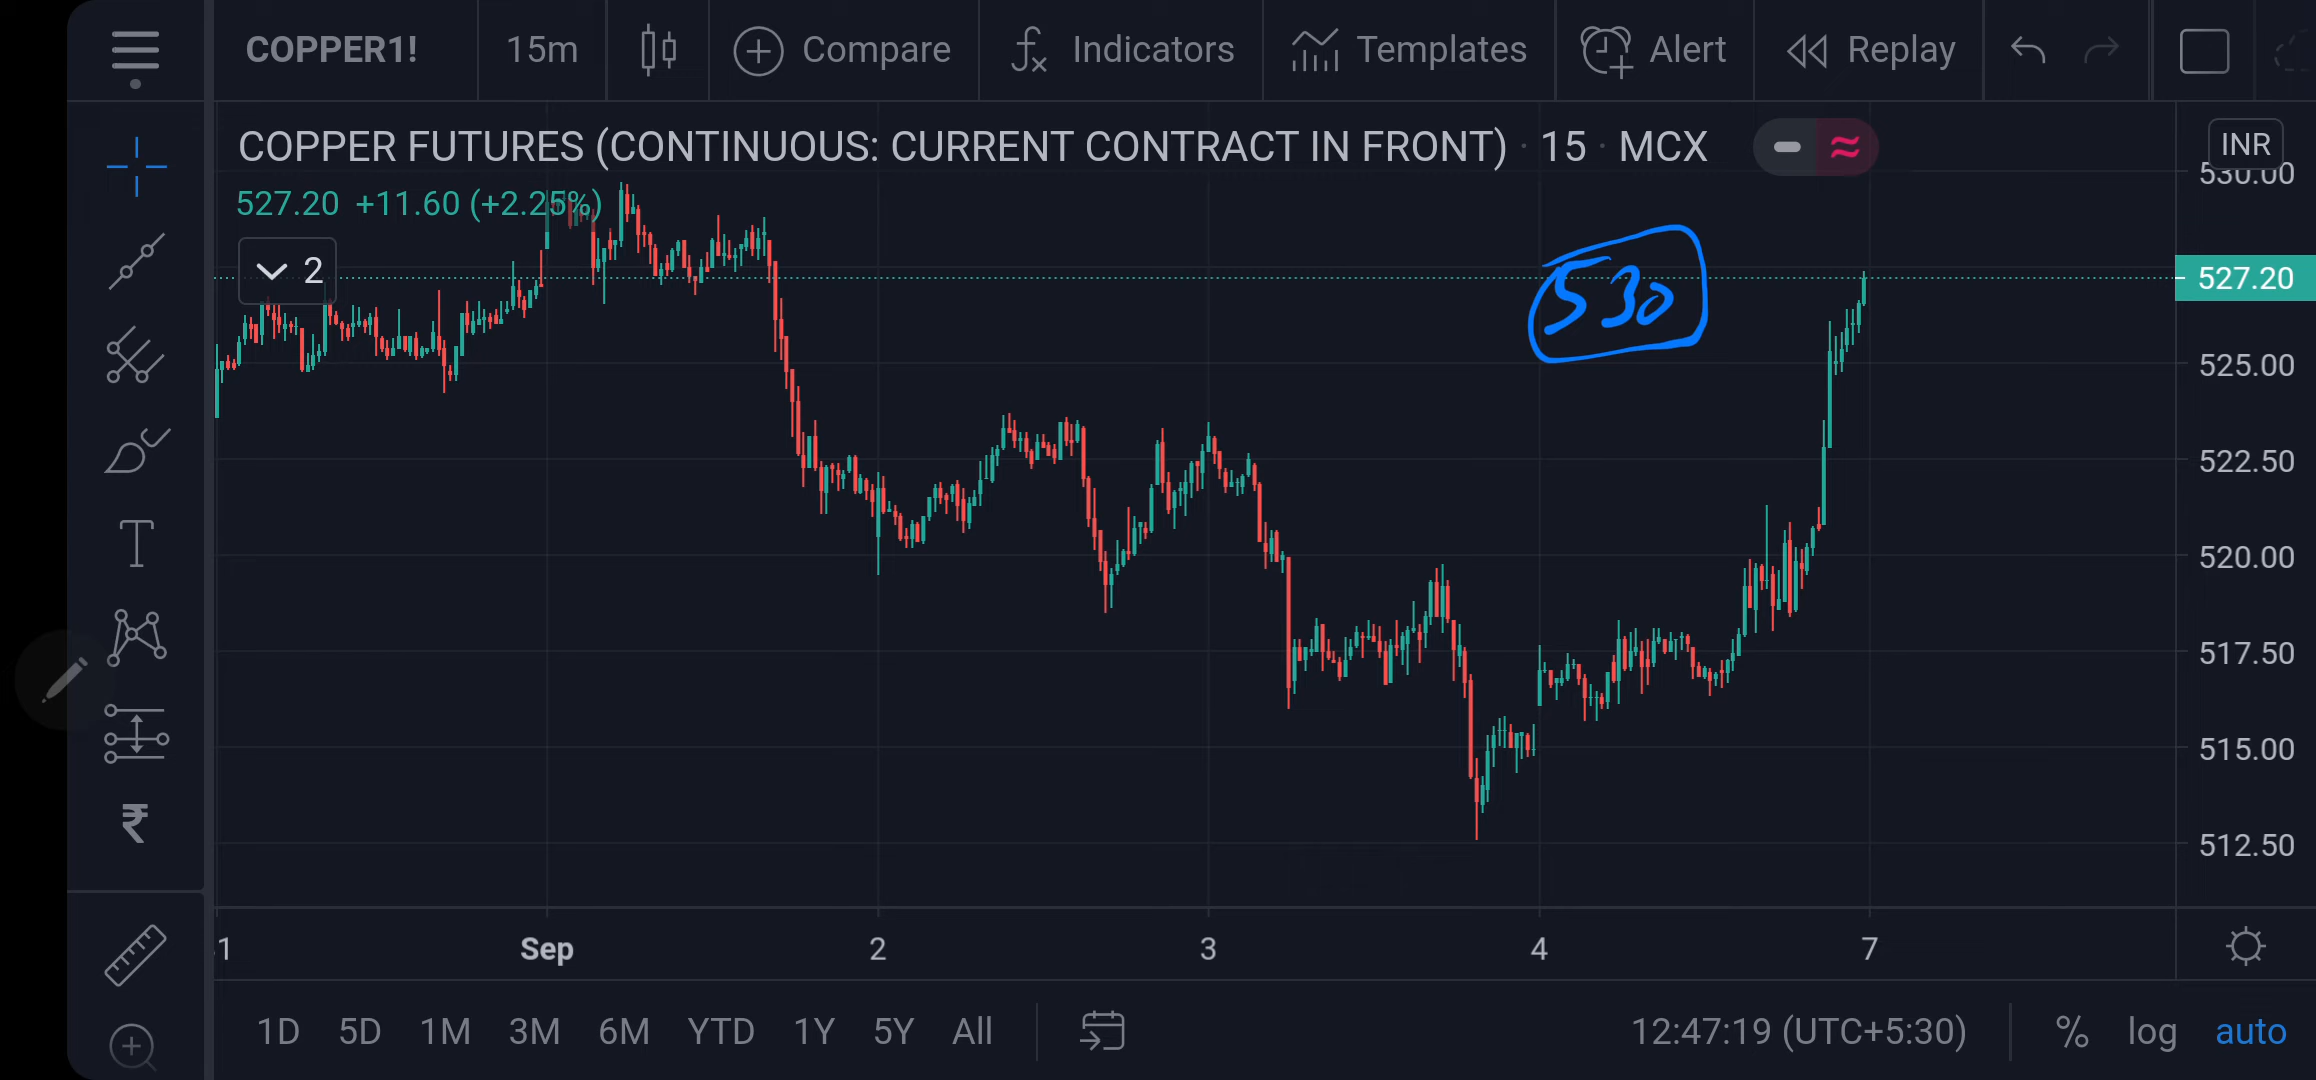 COPPER1! 15m Compare Indicators Templates Alert Replay
COPPER FUTURES (CONTINUOUS: CURRENT CONTRACT IN FRONT) · 15 · MCX
INR
530.00
527.20 +11.60 (+2.25%)
2
530
527.20
525.00
522.50
520.00
517.50
515.00
512.50
1 Sep 2 3 4 7
1D 5D 1M 3M 6M YTD 1Y 5Y All 12:47:19 (UTC+5:30) % log auto